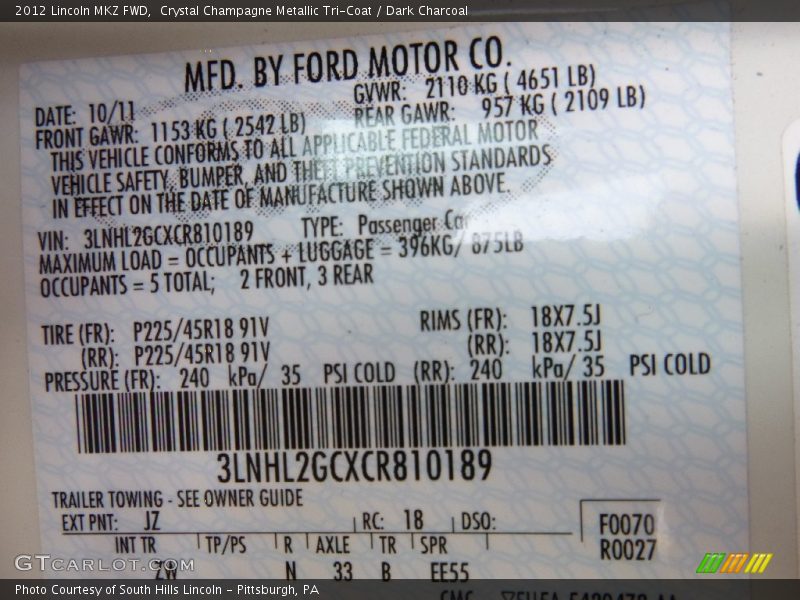 2012 Lincoln MKZ FWD,  Crystal Champagne Metallic Tri-Coat / Dark Charcoal
MFD. BY FORD MOTOR CO.
DATE: 10/11 GVWR: 2110 KG ( 4651 LB)
FRONT GAWR: 1153 KG ( 2542 LB) REAR GAWR: 957 KG ( 2109 LB)
THIS VEHICLE CONFORMS TO ALL APPLICABLE FEDERAL MOTOR
VEHICLE SAFETY, BUMPER, AND THEFT PREVENTION STANDARDS
IN EFFECT ON THE DATE OF MANUFACTURE SHOWN ABOVE.
VIN: 3LNHL2GCXCR810189 TYPE: Passenger Car
MAXIMUM LOAD = OCCUPANTS + LUGGAGE = 396KG/ 875LB
OCCUPANTS = 5 TOTAL; 2 FRONT, 3 REAR
TIRE (FR): P225/45R18 91V RIMS (FR): 18X7.5J
(RR): P225/45R18 91V (RR): 18X7.5J
PRESSURE (FR): 240 kPa/ 35 PSI COLD (RR): 240 kPa/ 35 PSI COLD
3LNHL2GCXCR810189
TRAILER TOWING - SEE OWNER GUIDE
EXT PNT: JZ RC: 18 DSO: F0070
INT TR TP/PS R AXLE TR SPR R0027
ZW N 33 B EE55
GTCARLOT.COM
Photo Courtesy of South Hills Lincoln - Pittsburgh, PA